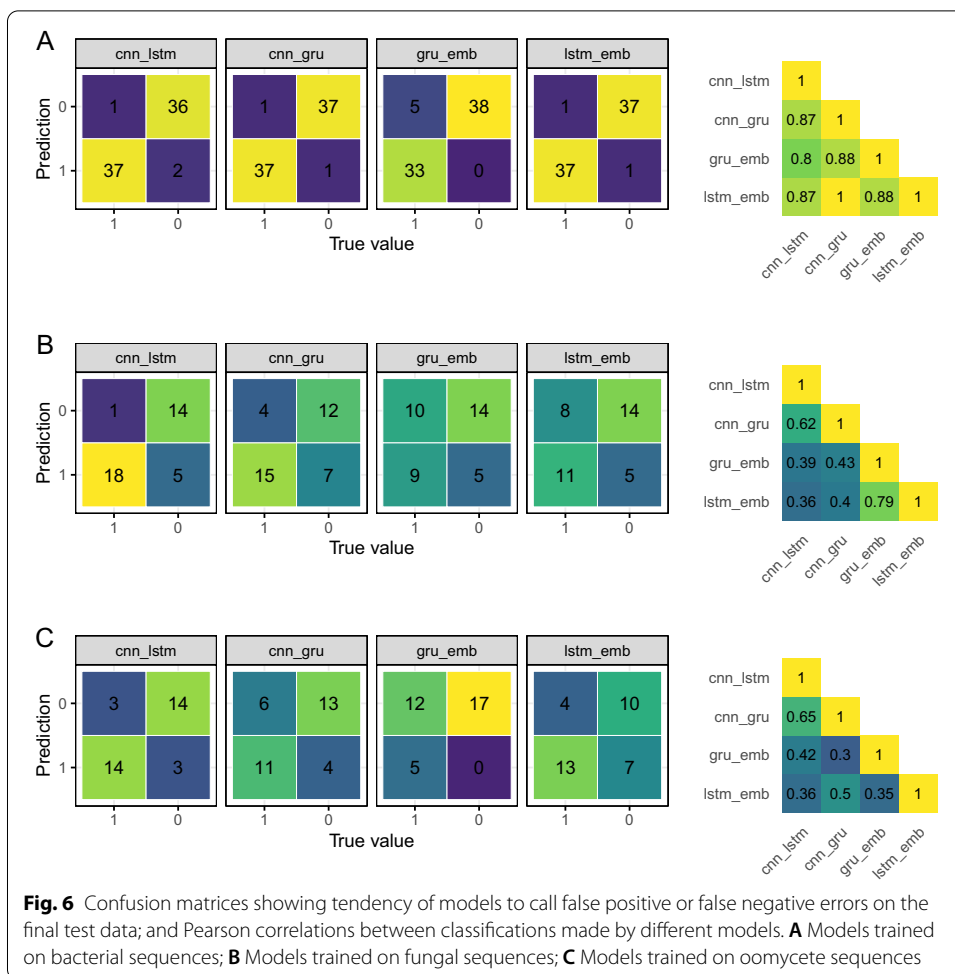 A
cnn_lstm cnn_gru gru_emb lstm_emb
Prediction
0
1
1 36 1 37 5 38 1 37
37 2 37 1 33 0 37 1
1 0 1 0 1 0 1 0
True value
cnn_lstm 1
cnn_gru 0.87 1
gru_emb 0.8 0.88 1
lstm_emb 0.87 1 0.88 1
cnn_lstm cnn_gru gru_emb lstm_emb
B
cnn_lstm cnn_gru gru_emb lstm_emb
Prediction
0
1
1 14 4 12 10 14 8 14
18 5 15 7 9 5 11 5
1 0 1 0 1 0 1 0
True value
cnn_lstm 1
cnn_gru 0.62 1
gru_emb 0.39 0.43 1
lstm_emb 0.36 0.4 0.79 1
cnn_lstm cnn_gru gru_emb lstm_emb
C
cnn_lstm cnn_gru gru_emb lstm_emb
Prediction
0
1
3 14 6 13 12 17 4 10
14 3 11 4 5 0 13 7
1 0 1 0 1 0 1 0
True value
cnn_lstm 1
cnn_gru 0.65 1
gru_emb 0.42 0.3 1
lstm_emb 0.36 0.5 0.35 1
cnn_lstm cnn_gru gru_emb lstm_emb
Fig. 6 Confusion matrices showing tendency of models to call false positive or false negative errors on the
final test data; and Pearson correlations between classifications made by different models. A Models trained
on bacterial sequences; B Models trained on fungal sequences; C Models trained on oomycete sequences